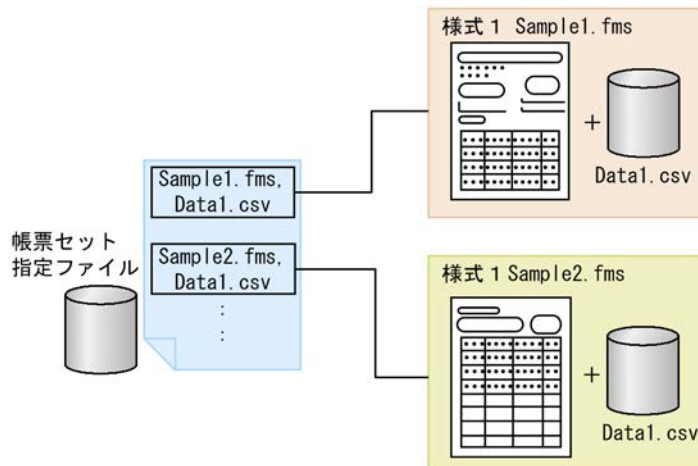 様式１ Sample1.fms
＋
Data1.csv
Sample1.fms,
Data1.csv
帳票セット
指定ファイル
Sample2.fms,
Data1.csv
:
:
様式１ Sample2.fms
＋
Data1.csv